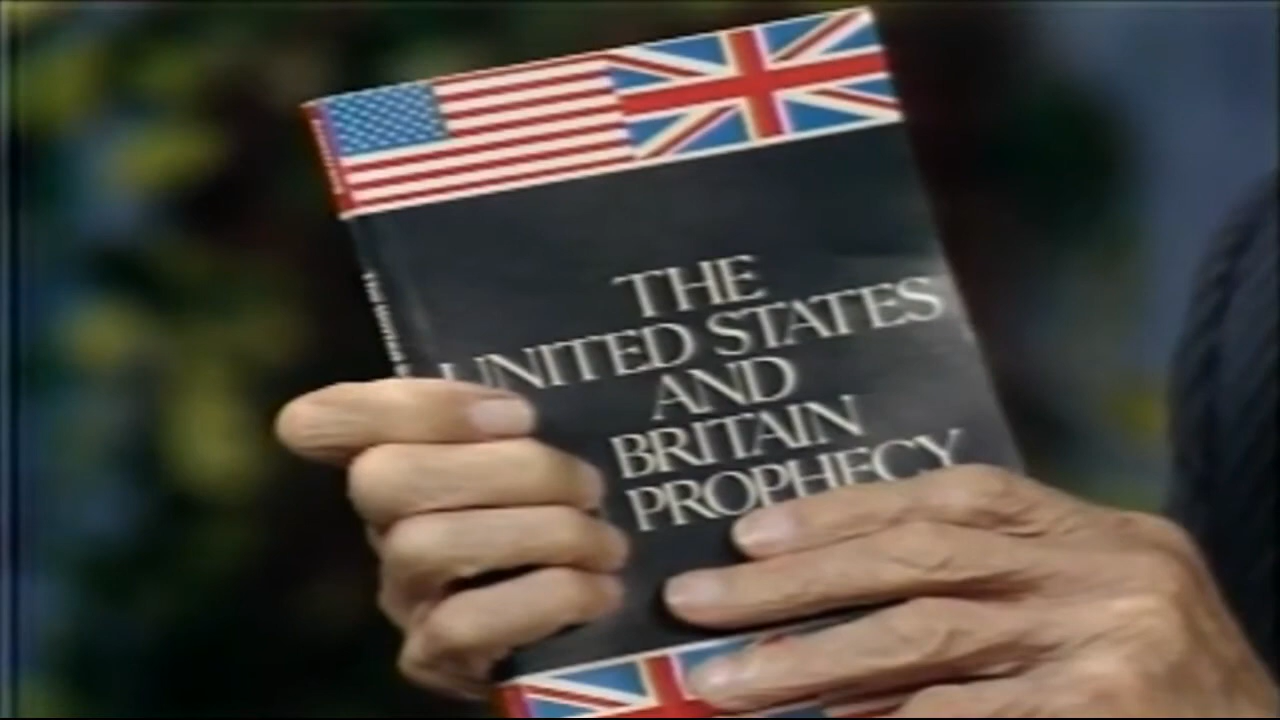 THE
UNITED STATES
AND
BRITAIN
PROPHECY